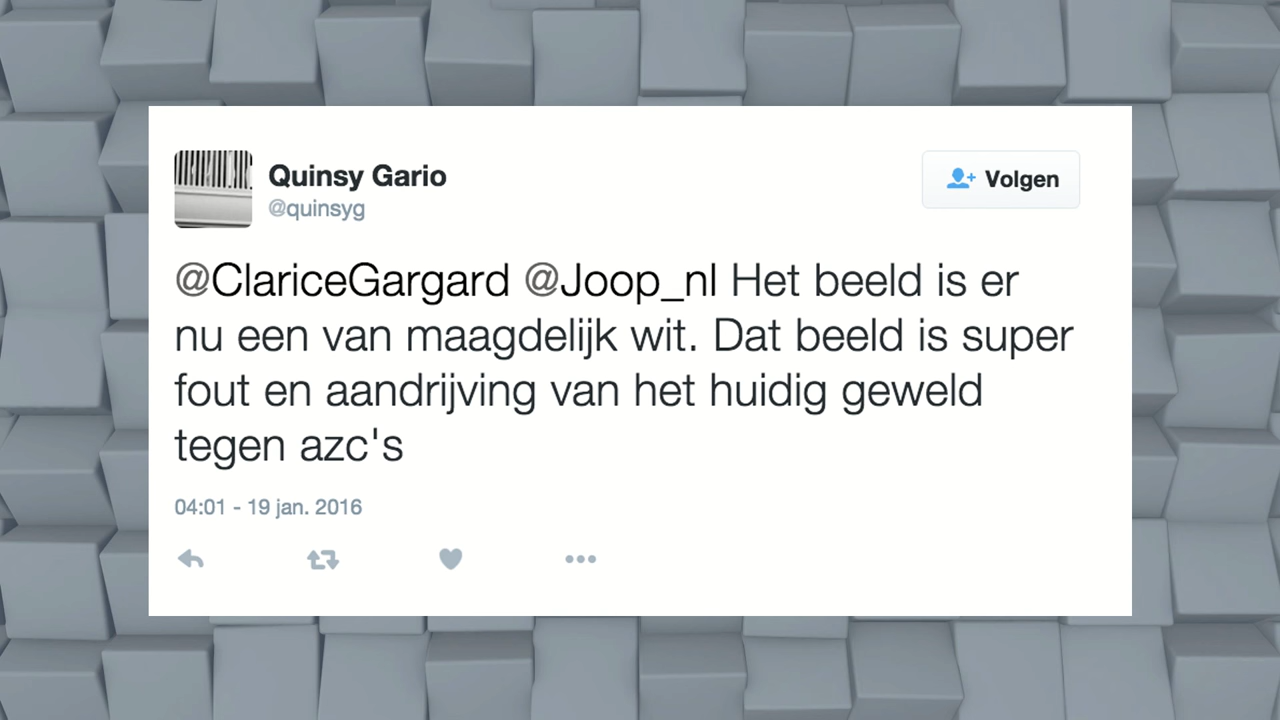 Quinsy Gario
@quinsyg
Volgen
@ClariceGargard @Joop_nl Het beeld is er
nu een van maagdelijk wit. Dat beeld is super
fout en aandrijving van het huidig geweld
tegen azc's
04:01 - 19 jan. 2016